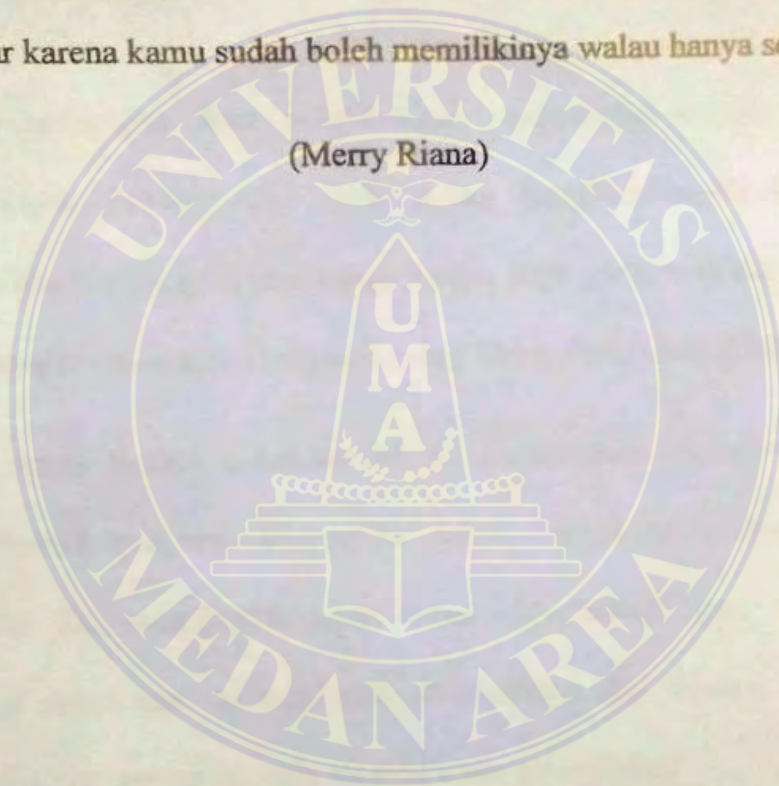 karena kamu sudah boleh memilikinya walau hanya
(Merry Riana)
UNIVERSITAS
UMA
MEDAN AREA